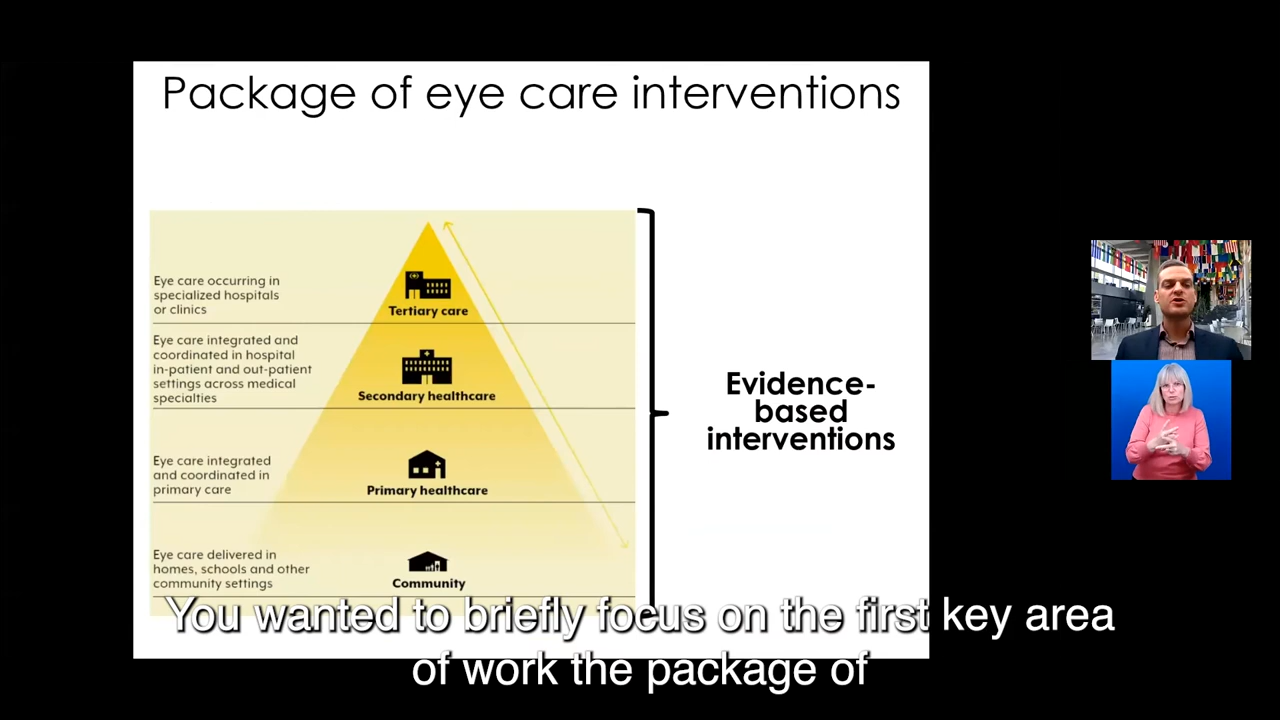 Package of eye care interventions
Eye care occurring in
specialized hospitals
or clinics
Tertiary care
Eye care integrated and
coordinated in hospital
in-patient and out-patient
settings across medical
specialties
Secondary healthcare
Evidence-
based
interventions
Eye care integrated
and coordinated in
primary care
Primary healthcare
Eye care delivered in
homes, schools and other
community settings
Community
You wanted to briefly focus on the first key area
of work the package of